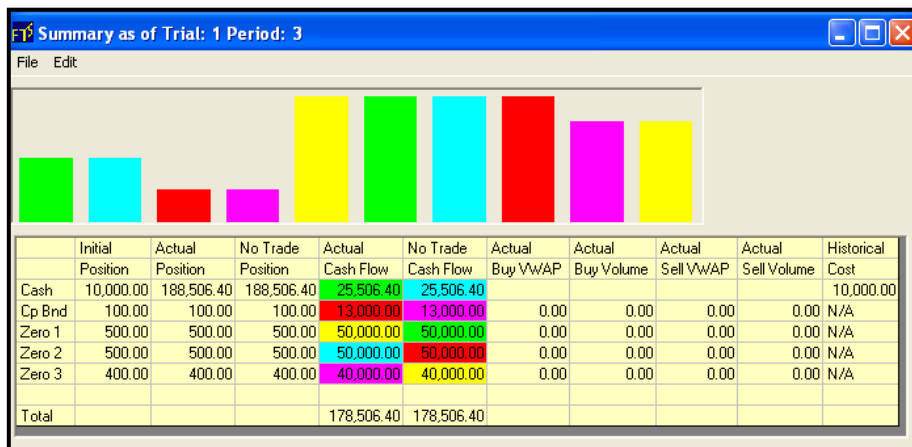 FTS Summary as of Trial: 1 Period: 3
File Edit
Initial Actual No Trade Actual No Trade Actual Actual Actual Actual Historical
Position Position Position Cash Flow Cash Flow Buy VWAP Buy Volume Sell VWAP Sell Volume Cost
Cash 10,000.00 188,506.40 188,506.40 25,506.40 25,506.40 10,000.00
Cp Bnd 100.00 100.00 100.00 13,000.00 13,000.00 0.00 0.00 0.00 0.00 N/A
Zero 1 500.00 500.00 500.00 50,000.00 50,000.00 0.00 0.00 0.00 0.00 N/A
Zero 2 500.00 500.00 500.00 50,000.00 50,000.00 0.00 0.00 0.00 0.00 N/A
Zero 3 400.00 400.00 400.00 40,000.00 40,000.00 0.00 0.00 0.00 0.00 N/A
Total 178,506.40 178,506.40